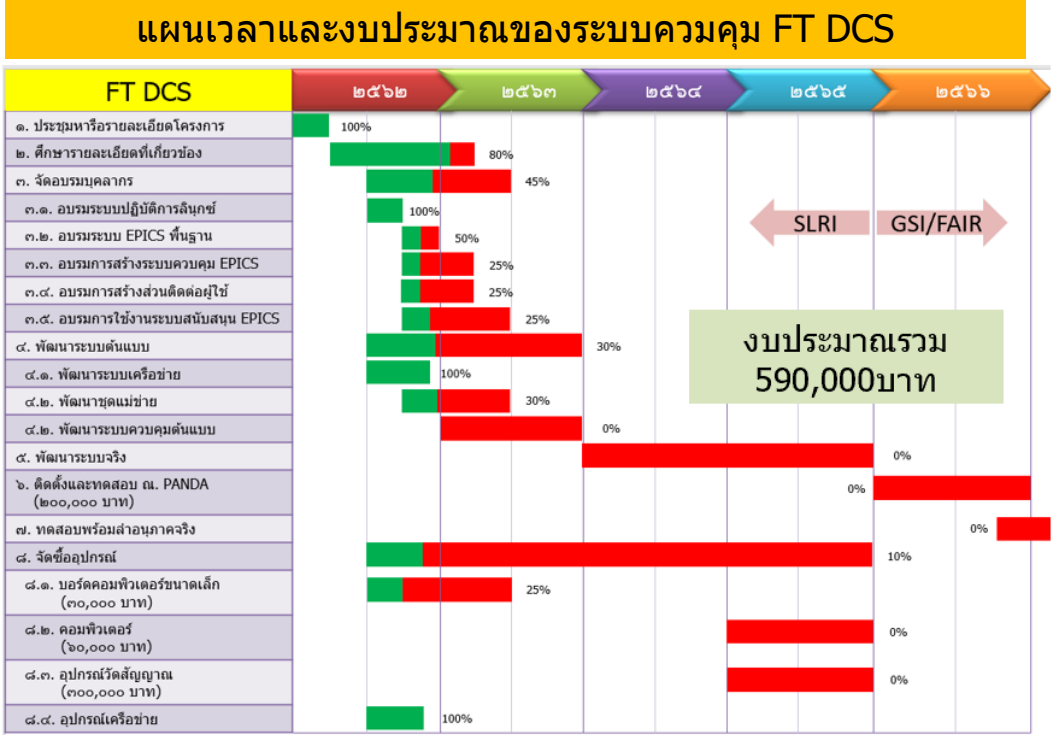 แผนเวลาและงบประมาณของระบบควมคุม FT DCS
FT DCS
๒๕๖๒
๒๕๖๓
๒๕๖๔
๒๕๖๕
๒๕๖๖
๑. ประชุมหารือรายละเอียดโครงการ
100%
๒. ศึกษารายละเอียดที่เกี่ยวข้อง
80%
๓. จัดอบรมบุคลากร
45%
๓.๑. อบรมระบบปฏิบัติการลินุกซ์
100%
๓.๒. อบรมระบบ EPICS พื้นฐาน
50%
๓.๓. อบรมการสร้างระบบควบคุม EPICS
25%
๓.๔. อบรมการสร้างส่วนติดต่อผู้ใช้
25%
๓.๕. อบรมการใช้งานระบบสนับสนุน EPICS
25%
SLRI
GSI/FAIR
๔. พัฒนาระบบต้นแบบ
30%
๔.๑. พัฒนาระบบเครือข่าย
100%
๔.๒. พัฒนาชุดแม่ข่าย
30%
๔.๒. พัฒนาระบบควบคุมต้นแบบ
0%
งบประมาณรวม
590,000บาท
๕. พัฒนาระบบจริง
0%
๖. ติดตั้งและทดสอบ ณ. PANDA
(๒๐๐,๐๐๐ บาท)
0%
๗. ทดสอบพร้อมลำอนุภาคจริง
0%
๘. จัดซื้ออุปกรณ์
10%
๘.๑. บอร์ดคอมพิวเตอร์ขนาดเล็ก
(๓๐,๐๐๐ บาท)
25%
๘.๒. คอมพิวเตอร์
(๖๐,๐๐๐ บาท)
0%
๘.๓. อุปกรณ์วัดสัญญาณ
(๓๐๐,๐๐๐ บาท)
0%
๘.๔. อุปกรณ์เครือข่าย
100%